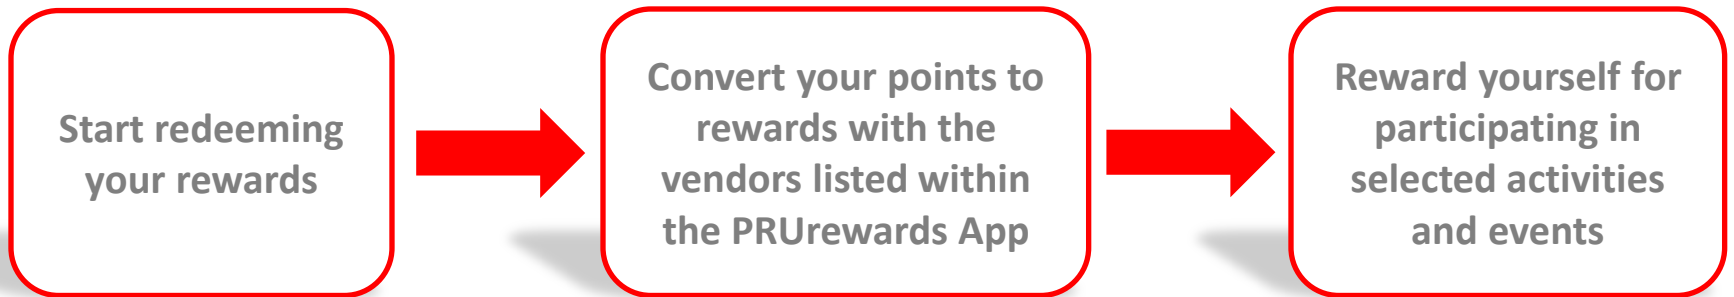 Start redeeming
your rewards
Convert your points to
rewards with the
vendors listed within
the PRUrewards App
Reward yourself for
participating in
selected activities
and events